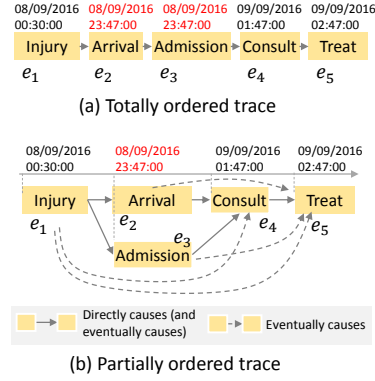 08/09/2016 08/09/2016 08/09/2016 09/09/2016 09/09/2016
00:30:00 23:47:00 23:47:00 01:47:00 02:47:00
Injury Arrival Admission Consult Treat
e1 e2 e3 e4 e5
(a) Totally ordered trace
08/09/2016 08/09/2016 09/09/2016 09/09/2016
00:30:00 23:47:00 01:47:00 02:47:00
Injury Arrival Consult Treat
e1 e2 e3 e4 e5
Admission
Directly causes (and
eventually causes)
Eventually causes
(b) Partially ordered trace